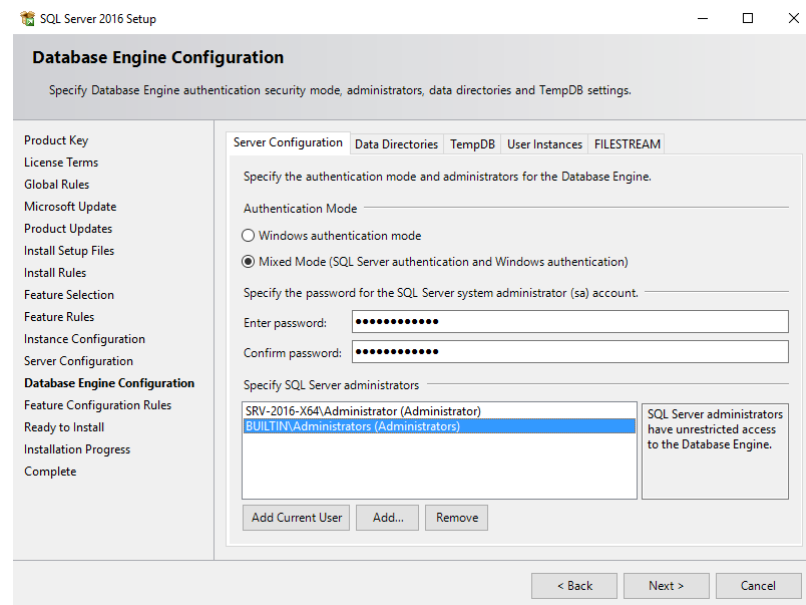 SQL Server 2016 Setup
Database Engine Configuration
Specify Database Engine authentication security mode, administrators, data directories and TempDB settings.
Product Key
License Terms
Global Rules
Microsoft Update
Product Updates
Install Setup Files
Install Rules
Feature Selection
Feature Rules
Instance Configuration
Server Configuration
Database Engine Configuration
Feature Configuration Rules
Ready to Install
Installation Progress
Complete
Server Configuration Data Directories TempDB User Instances FILESTREAM
Specify the authentication mode and administrators for the Database Engine.
Authentication Mode
Windows authentication mode
Mixed Mode (SQL Server authentication and Windows authentication)
Specify the password for the SQL Server system administrator (sa) account.
Enter password: ●●●●●●●●●●●●
Confirm password: ●●●●●●●●●●●●
Specify SQL Server administrators
SRV-2016-X64\Administrator (Administrator)
BUILTIN\Administrators (Administrators)
SQL Server administrators
have unrestricted access
to the Database Engine.
Add Current User Add... Remove
< Back Next > Cancel